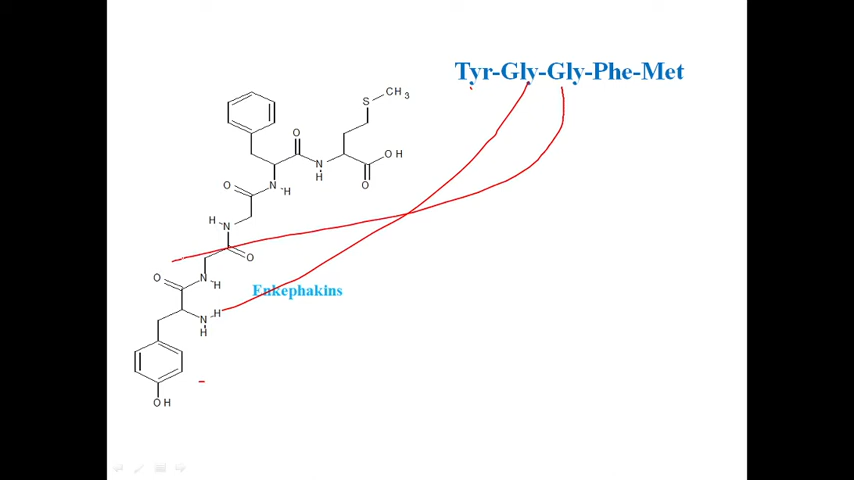 Tyr-Gly-Gly-Phe-Met
S CH3
O
N
H
OH
O
O
N H
H N
O
O
N H
Enkephakins
N H
H
OH